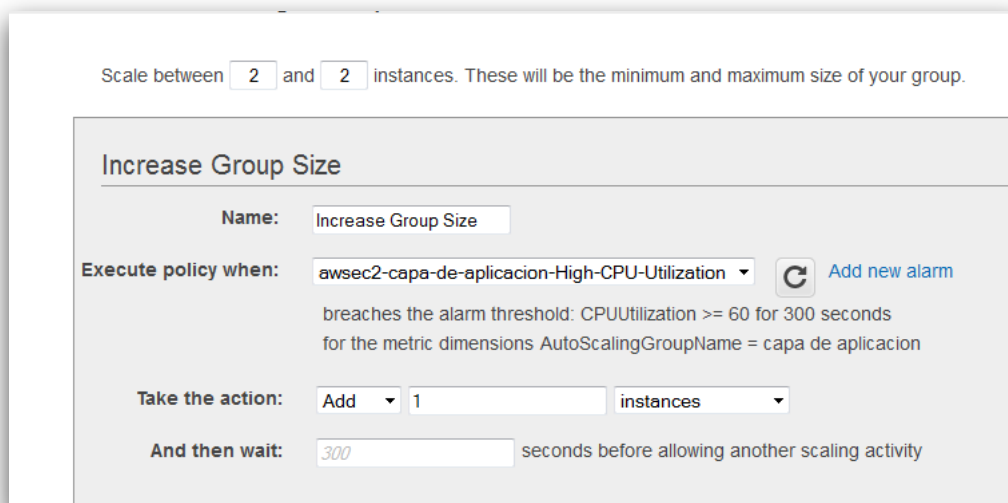 Scale between 2 and 2 instances. These will be the minimum and maximum size of your group.
Increase Group Size
Name: Increase Group Size
Execute policy when: awsec2-capa-de-aplicacion-High-CPU-Utilization Add new alarm
breaches the alarm threshold: CPUUtilization >= 60 for 300 seconds
for the metric dimensions AutoScalingGroupName = capa de aplicacion
Take the action: Add 1 instances
And then wait: 300 seconds before allowing another scaling activity